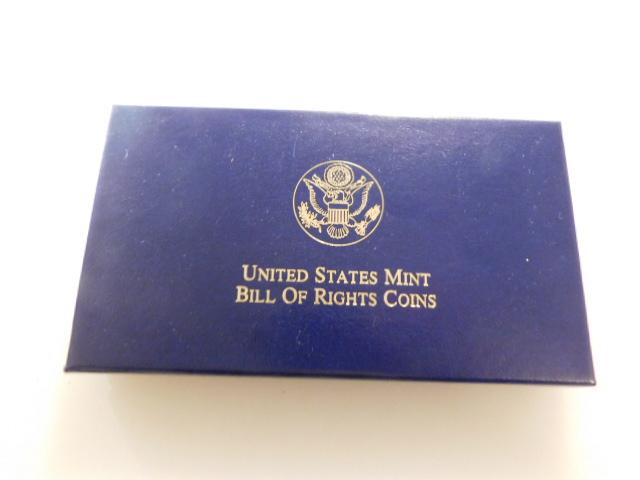 UNITED STATES MINT
BILL OF RIGHTS COINS